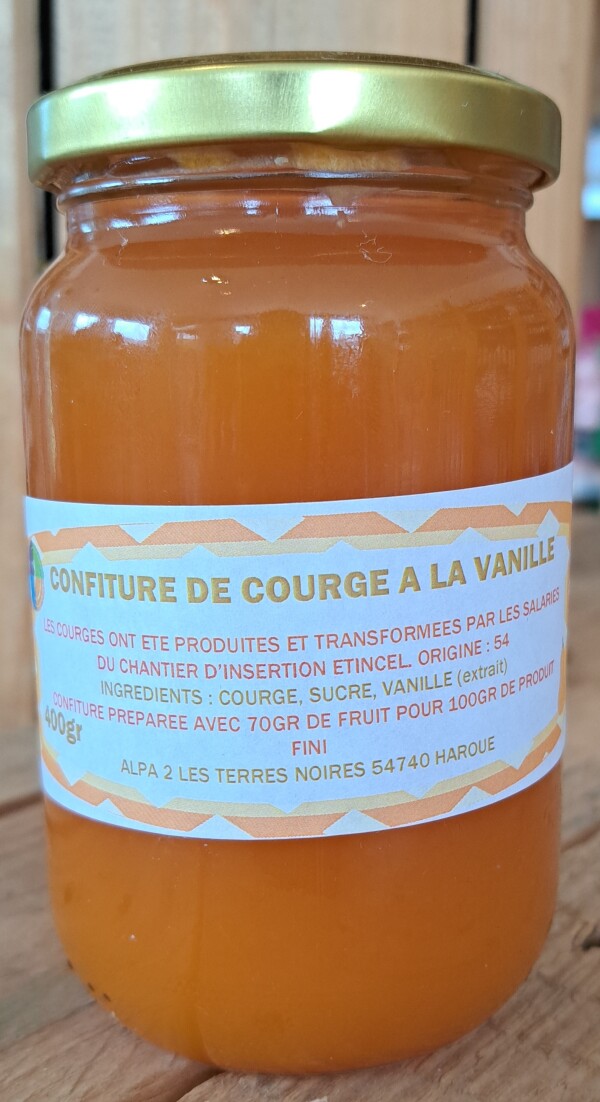 CONFITURE DE COURGE A LA VANILLE
LES COURGES ONT ETE PRODUITES ET TRANSFORMEES PAR LES SALARIES
DU CHANTIER D'INSERTION ETINCEL. ORIGINE : 54
INGREDIENTS : COURGE, SUCRE, VANILLE (extrait)
CONFITURE PREPAREE AVEC 70GR DE FRUIT POUR 100GR DE PRODUIT
FINI
400gr
ALPA 2 LES TERRES NOIRES 54740 HAROUE